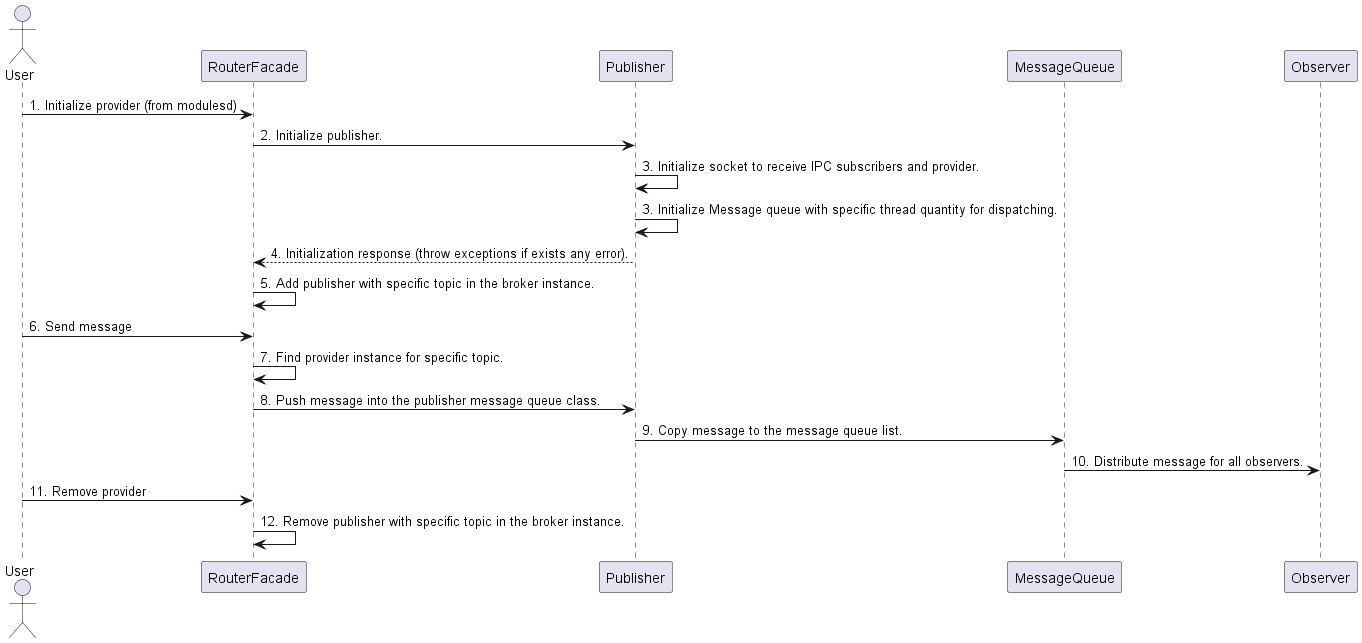 User
RouterFacade
Publisher
MessageQueue
Observer
1. Initialize provider (from modulesd)
2. Initialize publisher.
3. Initialize socket to receive IPC subscribers and provider.
3. Initialize Message queue with specific thread quantity for dispatching.
4. Initialization response (throw exceptions if exists any error).
5. Add publisher with specific topic in the broker instance.
6. Send message
7. Find provider instance for specific topic.
8. Push message into the publisher message queue class.
9. Copy message to the message queue list.
10. Distribute message for all observers.
11. Remove provider
12. Remove publisher with specific topic in the broker instance.
User
RouterFacade
Publisher
MessageQueue
Observer